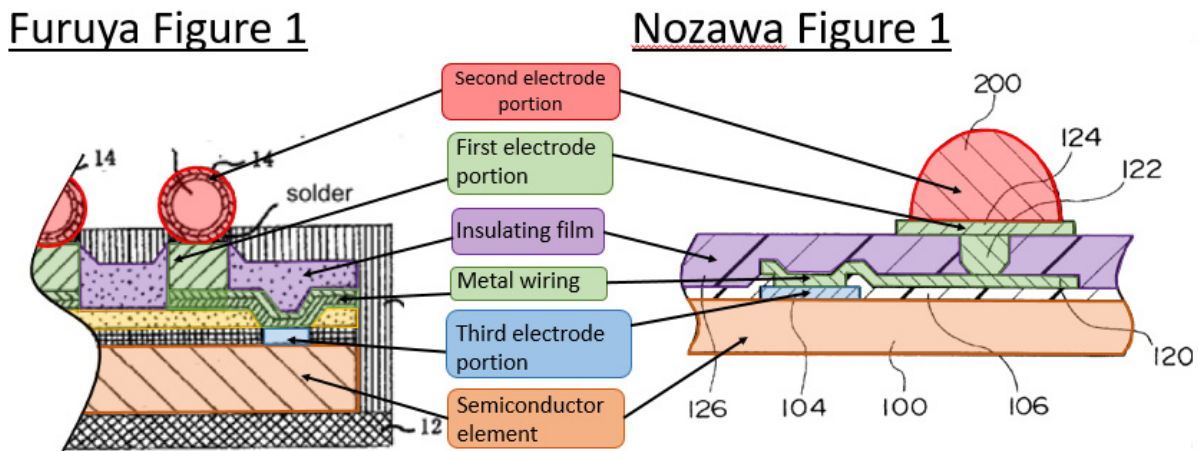 Furuya Figure 1
Nozawa Figure 1
Second electrode
portion
First electrode
portion
Insulating film
Metal wiring
Third electrode
portion
Semiconductor
element
14
14
solder
12
200
124
122
120
126
104
100
106